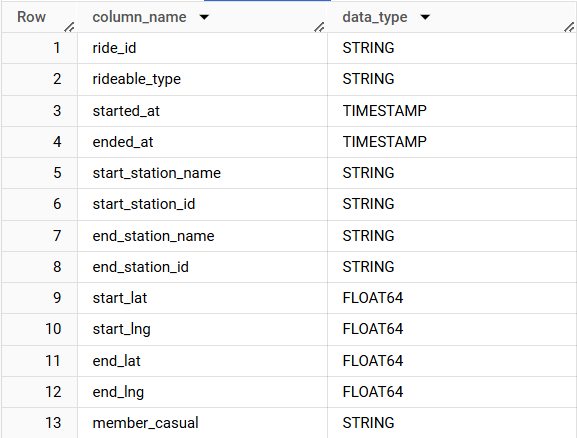 Row column_name data_type
1 ride_id STRING
2 rideable_type STRING
3 started_at TIMESTAMP
4 ended_at TIMESTAMP
5 start_station_name STRING
6 start_station_id STRING
7 end_station_name STRING
8 end_station_id STRING
9 start_lat FLOAT64
10 start_lng FLOAT64
11 end_lat FLOAT64
12 end_lng FLOAT64
13 member_casual STRING